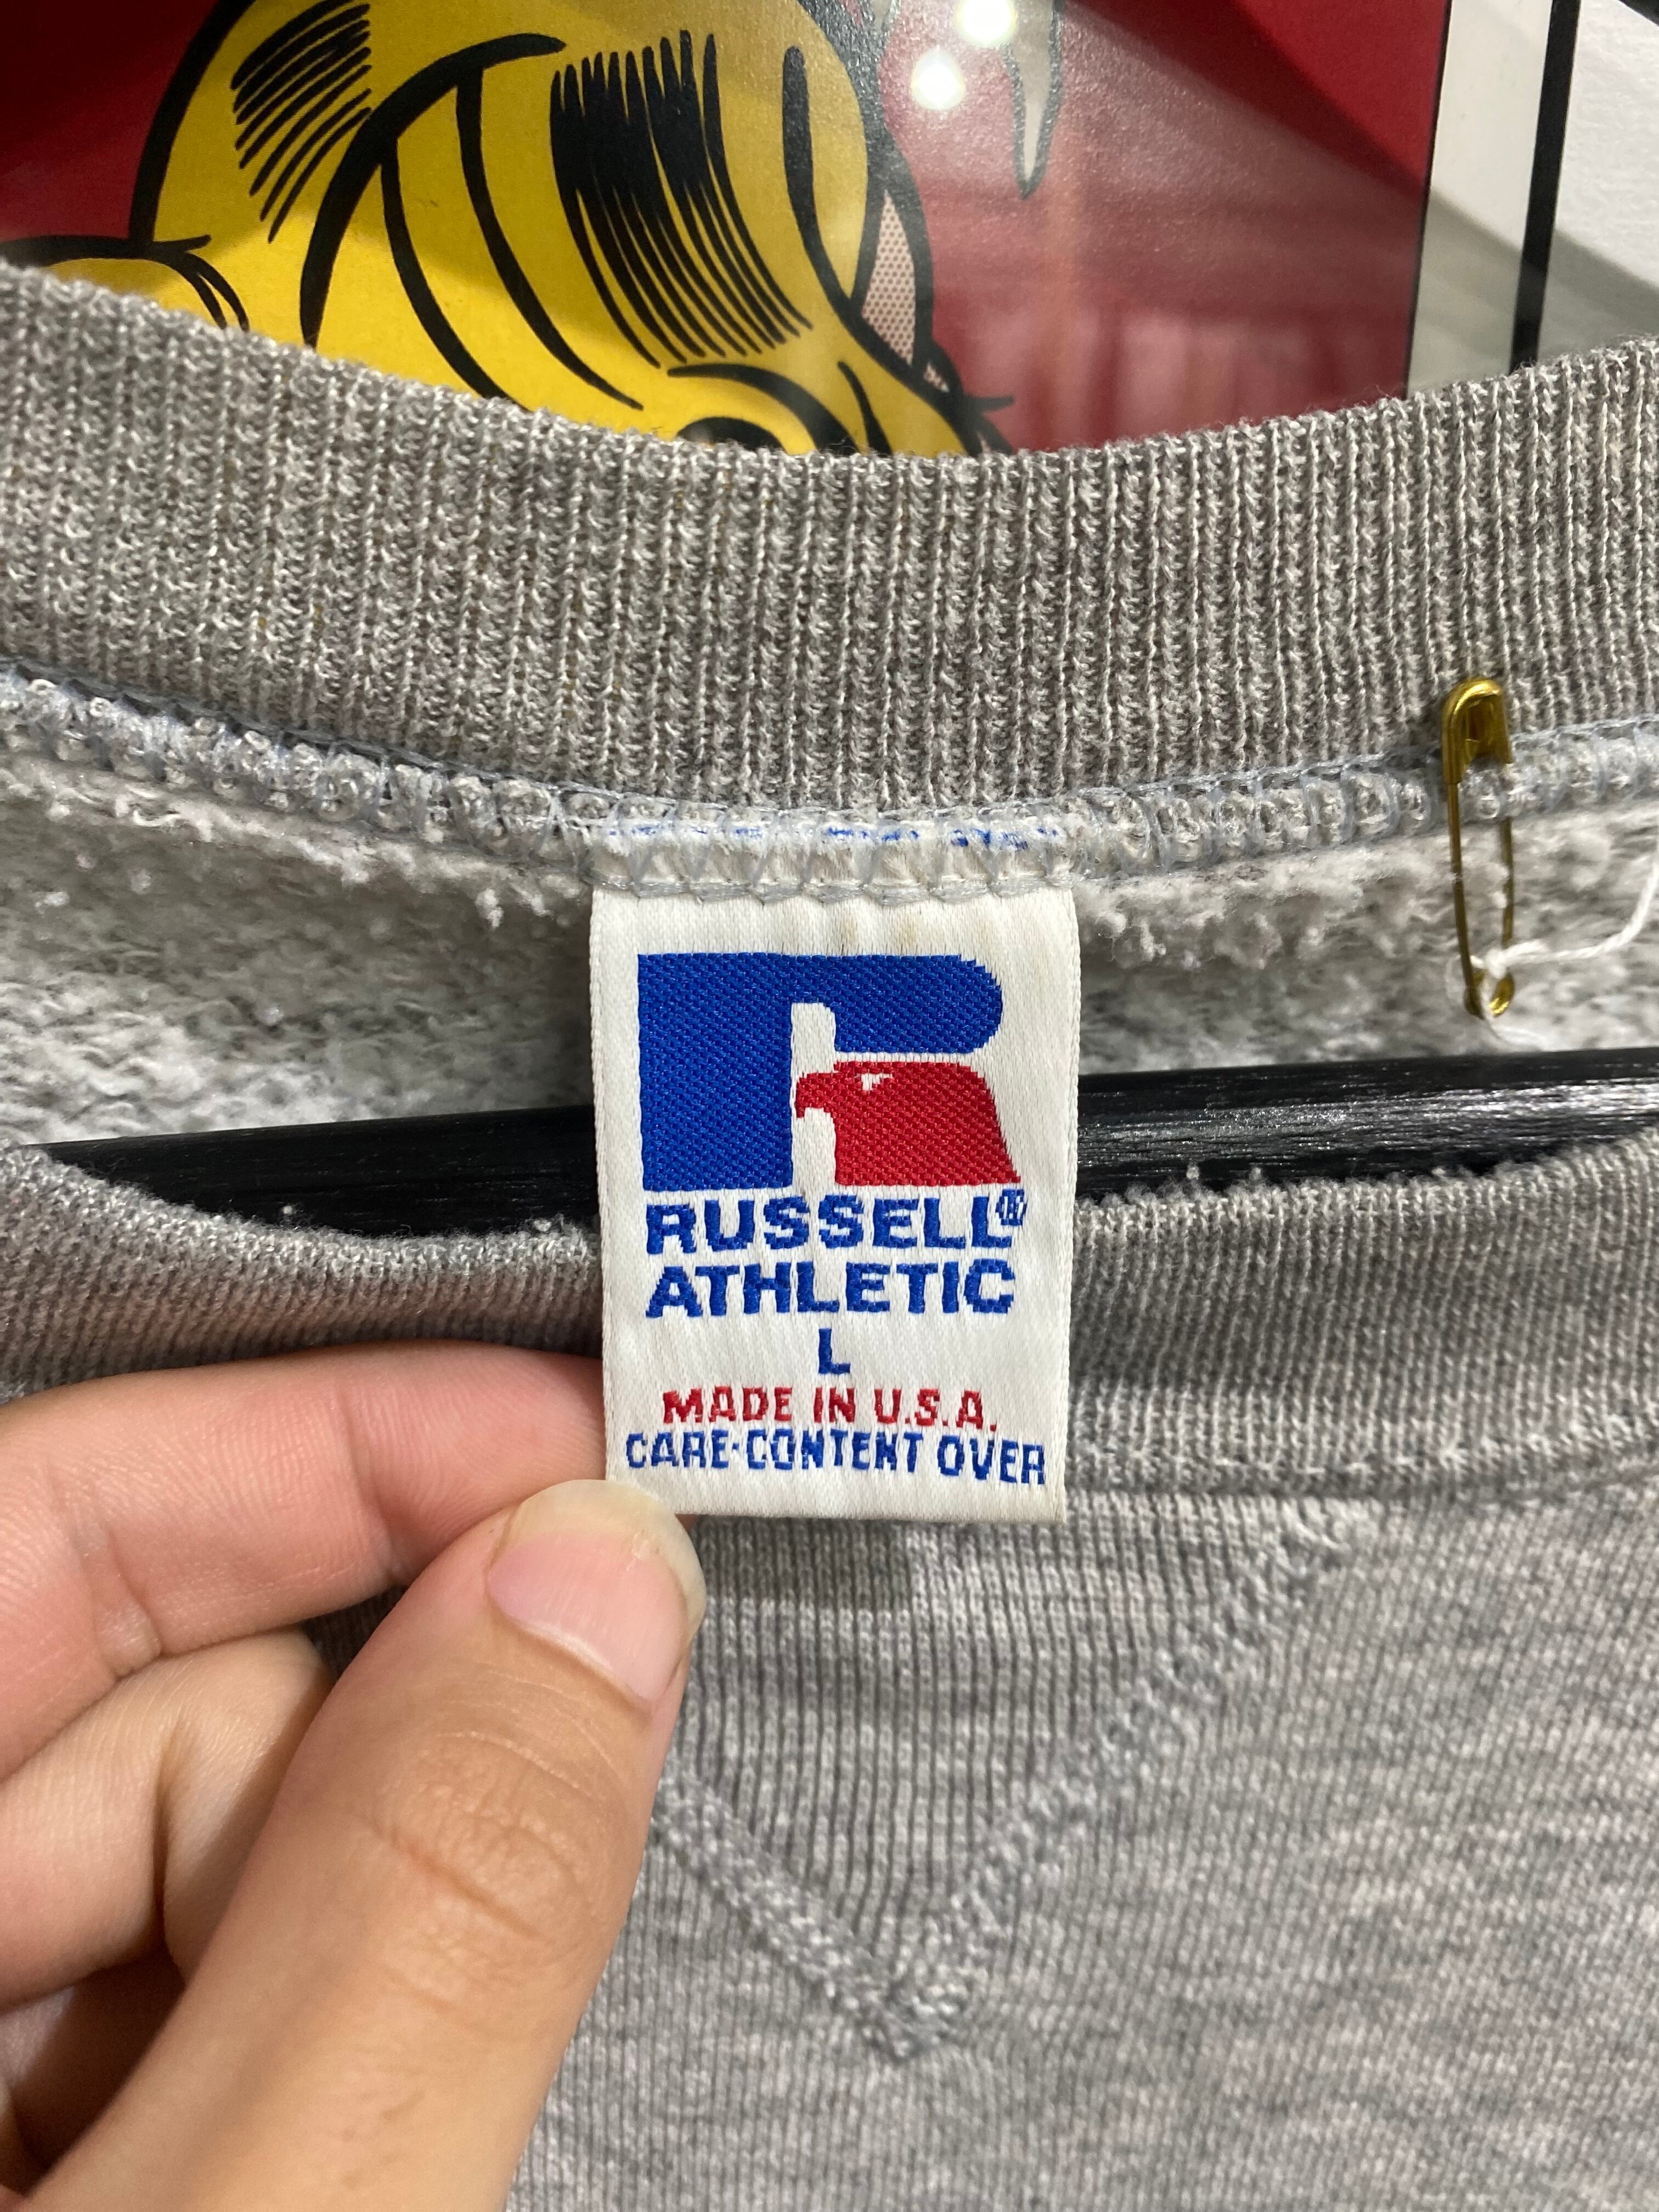 RUSSELL®
ATHLETIC
L
MADE IN U.S.A.
CARE-CONTENT OVER